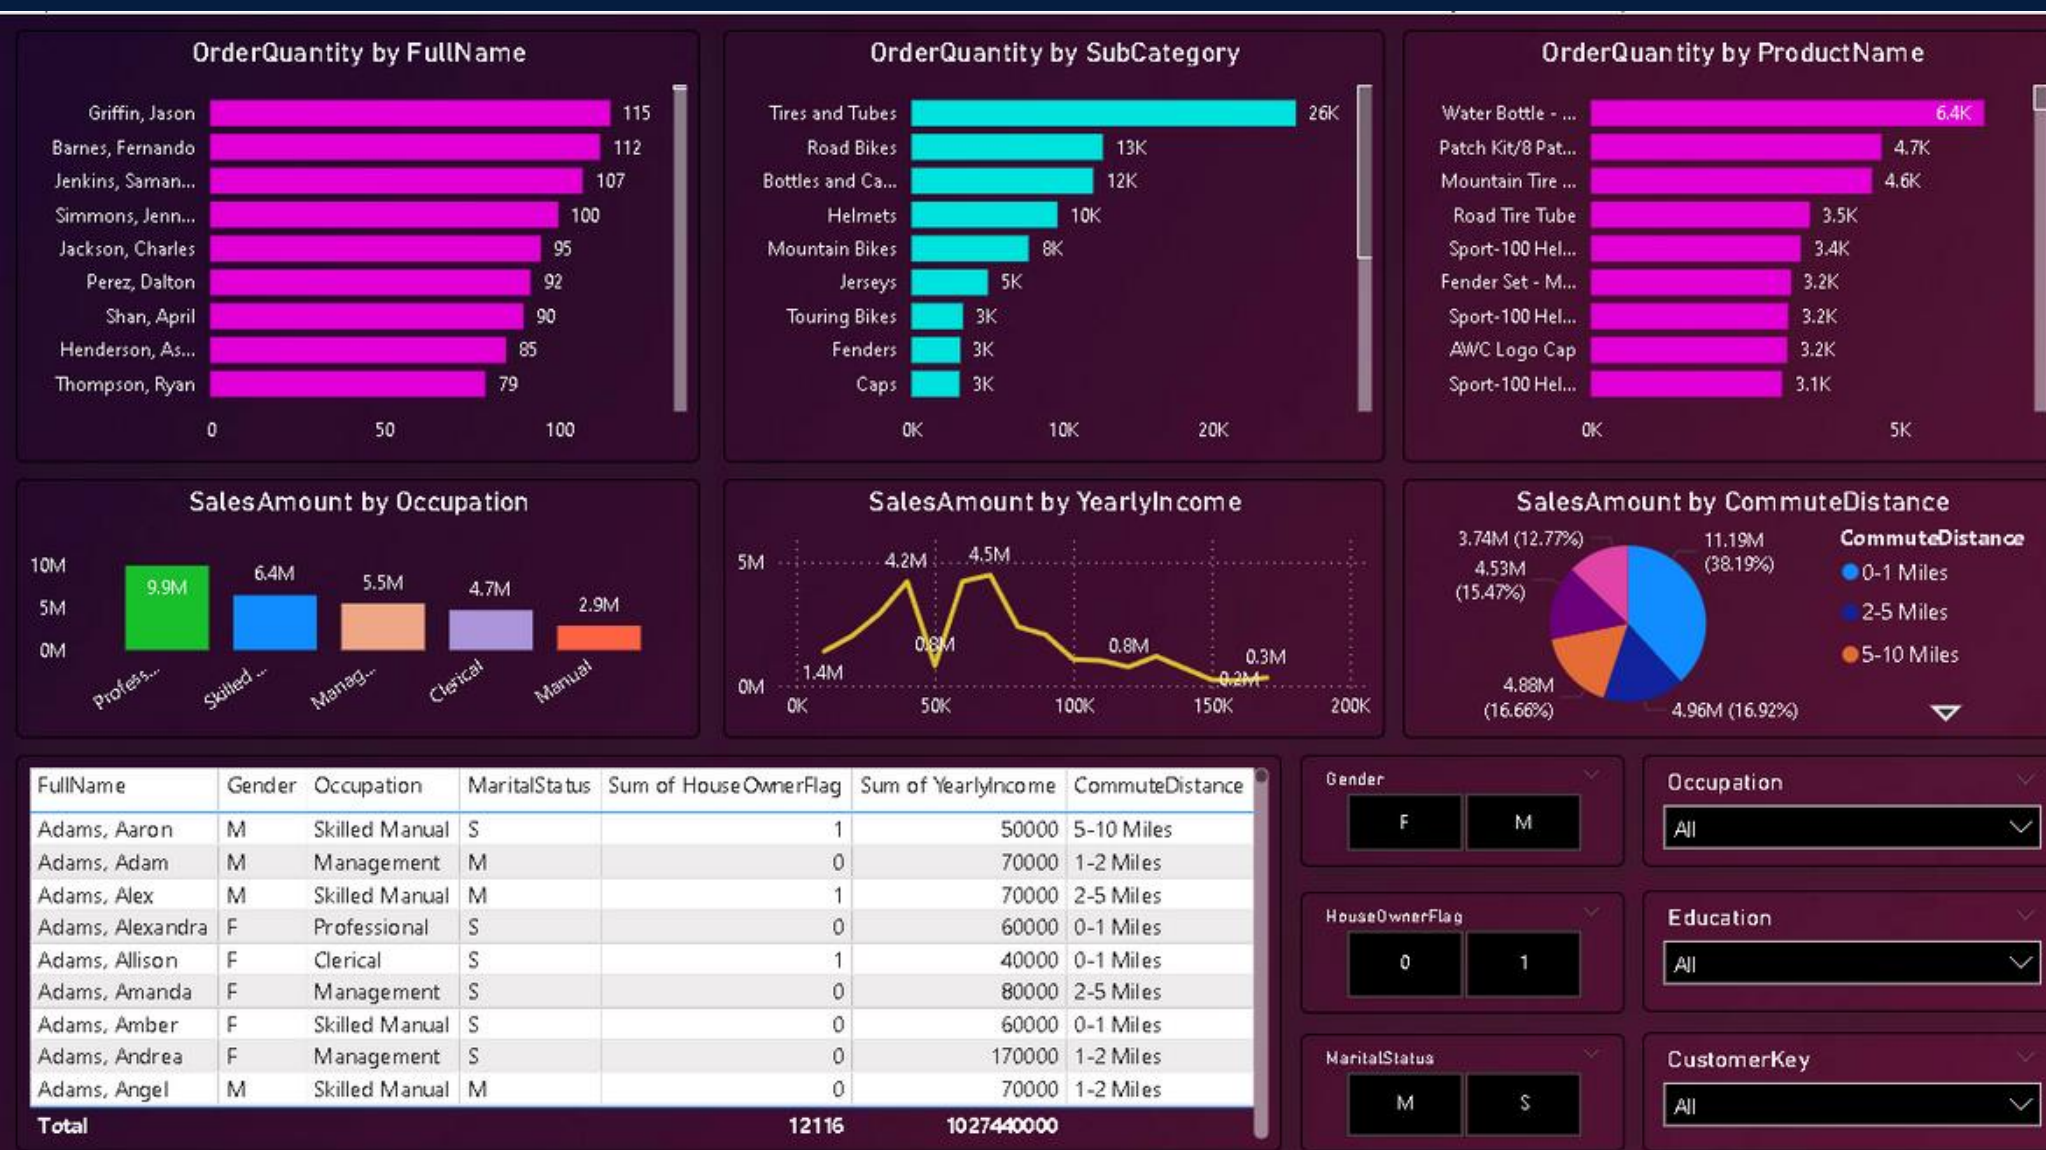 OrderQuantity by FullName
Griffin, Jason 115
Barnes, Fernando 112
Jenkins, Saman... 107
Simmons, Jenn... 100
Jackson, Charles 95
Perez, Dalton 92
Shan, April 90
Henderson, As... 85
Thompson, Ryan 79
0 50 100
OrderQuantity by SubCategory
Tires and Tubes 26K
Road Bikes 13K
Bottles and Ca... 12K
Helmets 10K
Mountain Bikes 8K
Jerseys 5K
Touring Bikes 3K
Fenders 3K
Caps 3K
0K 10K 20K
OrderQuantity by ProductName
Water Bottle - ... 6.4K
Patch Kit/8 Pat... 4.7K
Mountain Tire ... 4.6K
Road Tire Tube 3.5K
Sport-100 Hel... 3.4K
Fender Set - M... 3.2K
Sport-100 Hel... 3.2K
AWC Logo Cap 3.2K
Sport-100 Hel... 3.1K
0K 5K
SalesAmount by Occupation
10M
5M
0M
9.9M
6.4M
5.5M
4.7M
2.9M
Profess...
Skilled ...
Manag...
Clerical
Manual
SalesAmount by YearlyIncome
5M
0M
1.4M
4.2M
0.8M
4.5M
0.8M
0.2M
0.3M
0K 50K 100K 150K 200K
SalesAmount by CommuteDistance
3.74M (12.77%)
4.53M
(15.47%)
11.19M
(38.19%)
4.88M
(16.66%)
4.96M (16.92%)
CommuteDistance
0-1 Miles
2-5 Miles
5-10 Miles
FullName Gender Occupation MaritalStatus Sum of HouseOwnerFlag Sum of YearlyIncome CommuteDistance
Adams, Aaron M Skilled Manual S 1 50000 5-10 Miles
Adams, Adam M Management M 0 70000 1-2 Miles
Adams, Alex M Skilled Manual M 1 70000 2-5 Miles
Adams, Alexandra F Professional S 0 60000 0-1 Miles
Adams, Allison F Clerical S 1 40000 0-1 Miles
Adams, Amanda F Management S 0 80000 2-5 Miles
Adams, Amber F Skilled Manual S 0 60000 0-1 Miles
Adams, Andrea F Management S 0 170000 1-2 Miles
Adams, Angel M Skilled Manual M 0 70000 1-2 Miles
Total 12116 1027440000
Gender
F M
HouseOwnerFlag
0 1
MaritalStatus
M S
Occupation
All
Education
All
CustomerKey
All